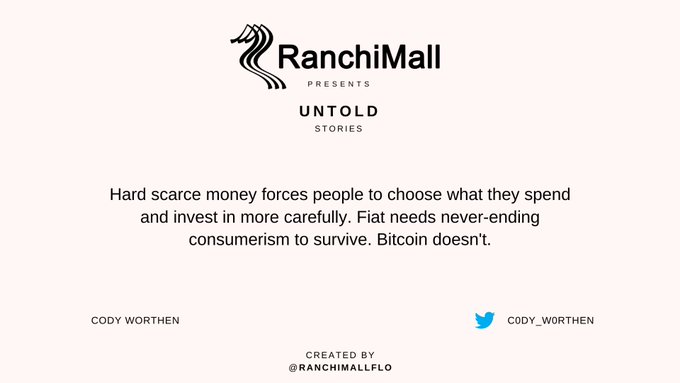 RanchiMall
PRESENTS
UNTOLD
STORIES
Hard scarce money forces people to choose what they spend
and invest in more carefully. Fiat needs never-ending
consumerism to survive. Bitcoin doesn't.
CODY WORTHEN
C0DY_W0RTHEN
CREATED BY
@RANCHIMALLFLO